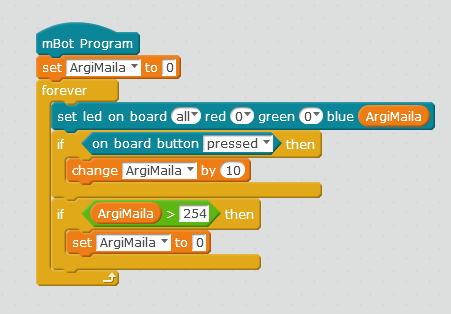 mBot Program
set ArgiMaila to 0
forever
set led on board all red 0 green 0 blue ArgiMaila
if on board button pressed then
change ArgiMaila by 10
if ArgiMaila > 254 then
set ArgiMaila to 0